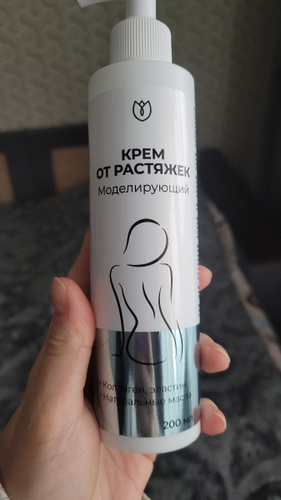 КРЕМ
ОТ РАСТЯЖЕК
Моделирующий
• Коллаген, эластин,
• Натуральные масла
200 мл